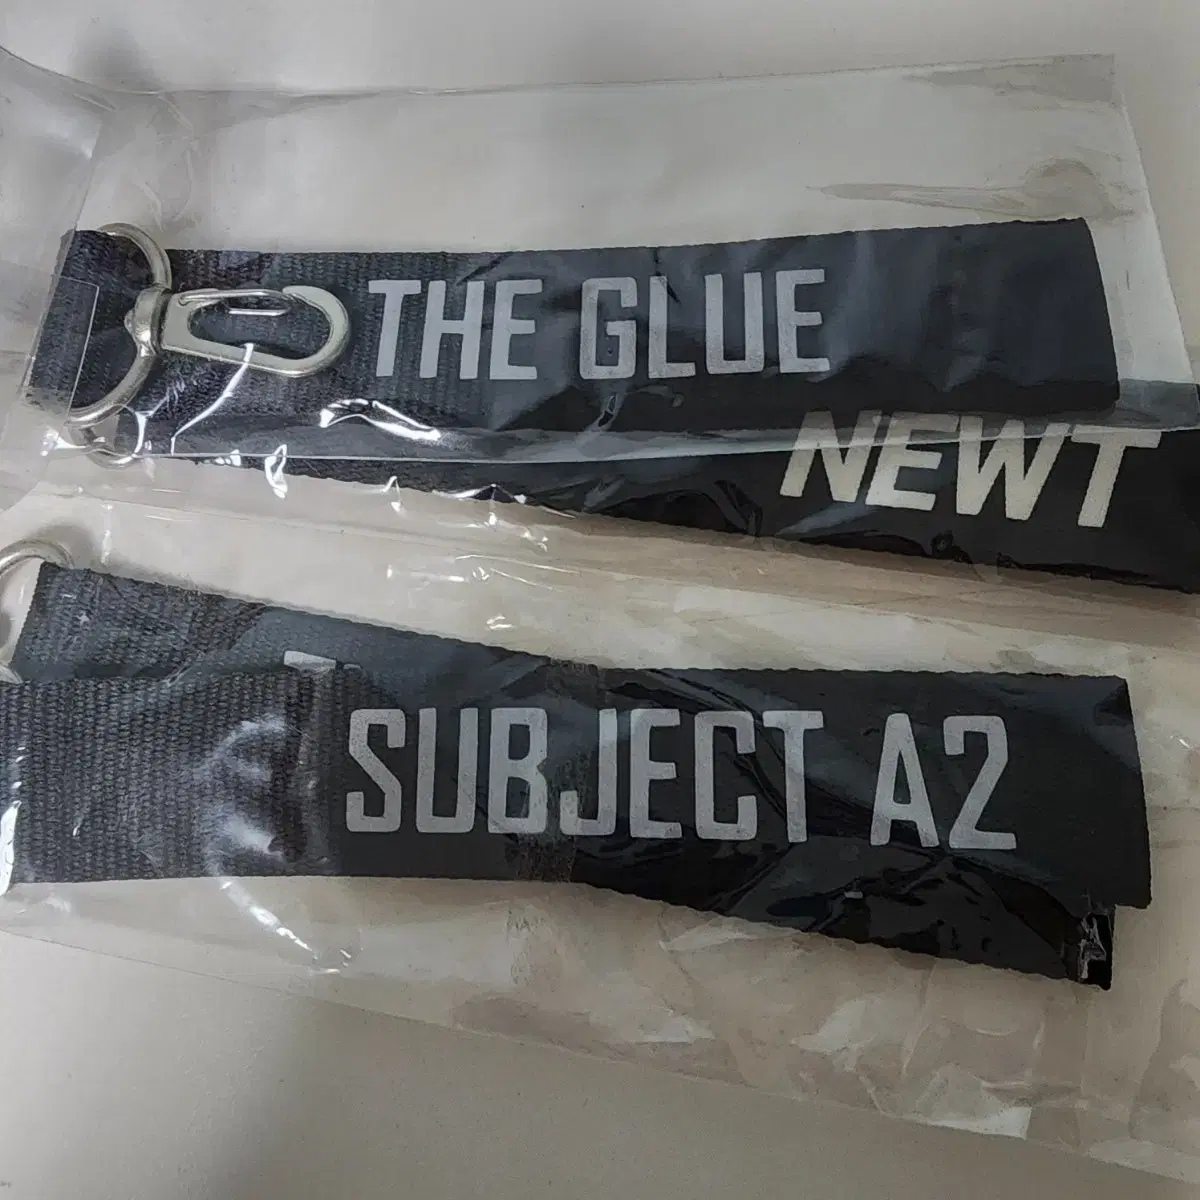 THE GLUE
NEWT
SUBJECT A2